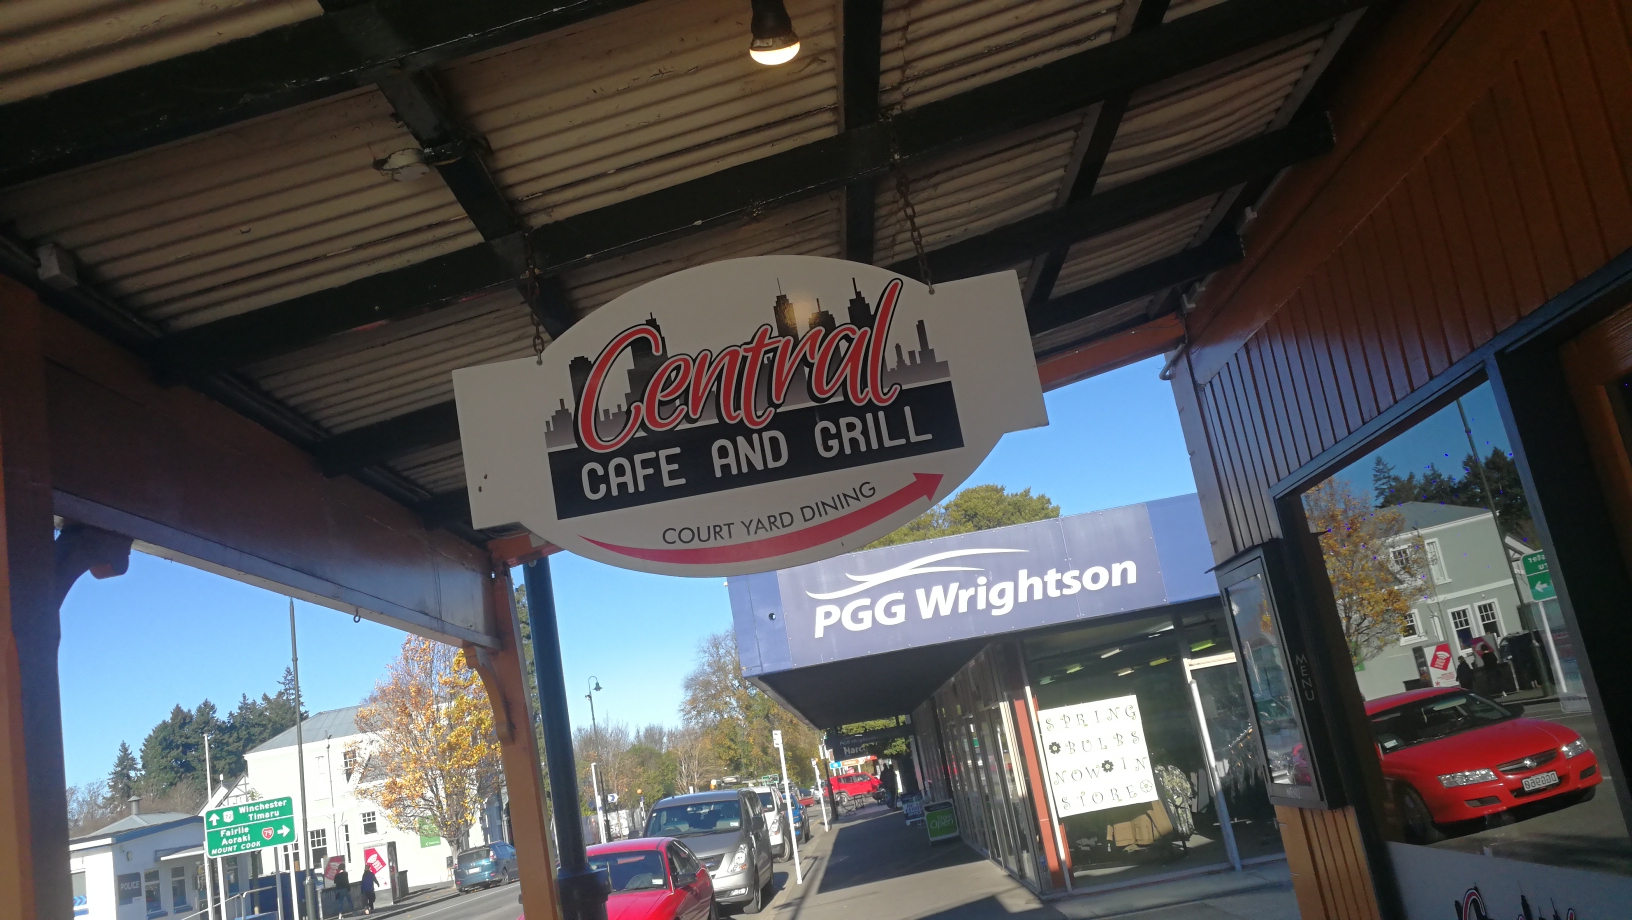 Central
CAFE AND GRILL
COURT YARD DINING
PGG Wrightson
SPRING
BULBS
NOW IN
STORE
MENU
Winchester
Timaru
Fairlie
Aoraki
MOUNT COOK
79
POLICE